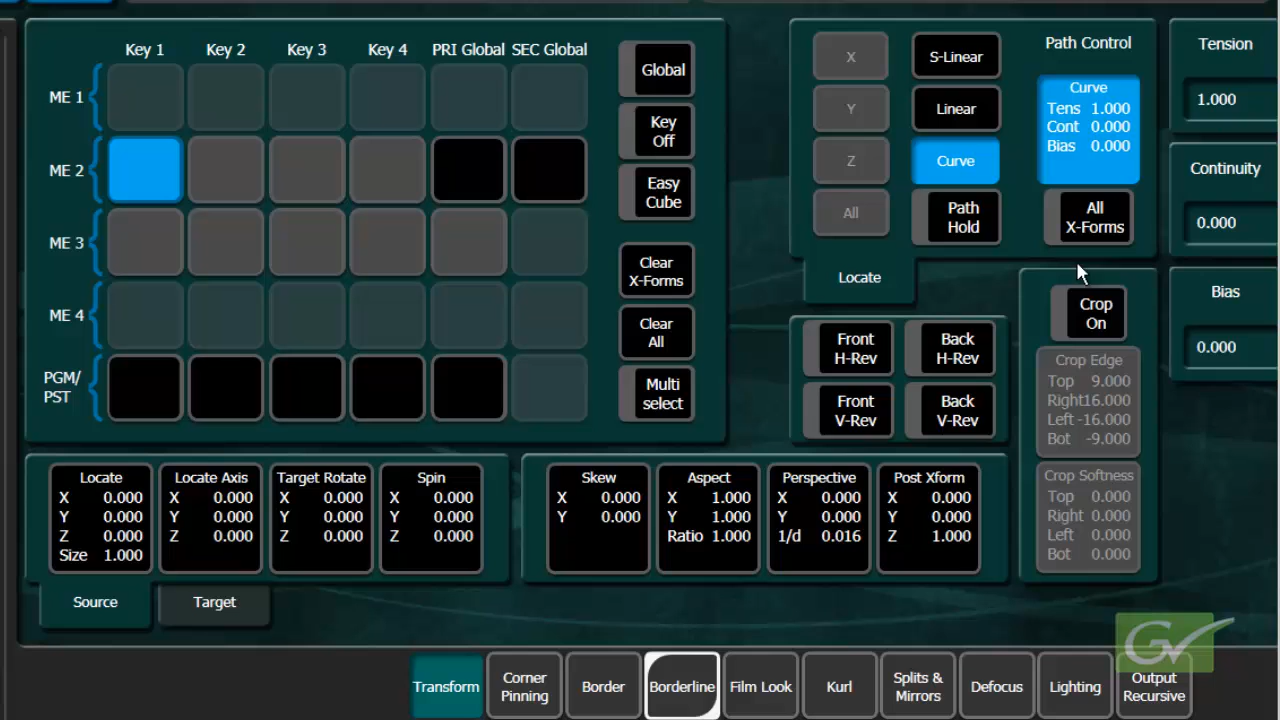 Key 1 Key 2 Key 3 Key 4 PRI Global SEC Global
ME 1
ME 2
ME 3
ME 4
PGM/
PST
Global
Key
Off
Easy
Cube
Clear
X-Forms
Clear
All
Multi
select
X
Y
Z
All
S-Linear
Linear
Curve
Path
Hold
Locate
Path Control
Curve
Tens 1.000
Cont 0.000
Bias 0.000
All
X-Forms
Tension
1.000
Continuity
0.000
Bias
0.000
Front
H-Rev
Back
H-Rev
Front
V-Rev
Back
V-Rev
Crop
On
Crop Edge
Top 9.000
Right16.000
Left -16.000
Bot -9.000
Crop Softness
Top 0.000
Right 0.000
Left 0.000
Bot 0.000
Locate
X 0.000
Y 0.000
Z 0.000
Size 1.000
Locate Axis
X 0.000
Y 0.000
Z 0.000
Target Rotate
X 0.000
Y 0.000
Z 0.000
Spin
X 0.000
Y 0.000
Z 0.000
Skew
X 0.000
Y 0.000
Aspect
X 1.000
Y 1.000
Ratio 1.000
Perspective
X 0.000
Y 0.000
1/d 0.016
Post Xform
X 0.000
Y 0.000
Z 1.000
Source
Target
Transform
Corner
Pinning
Border
Borderline
Film Look
Kurl
Splits &
Mirrors
Defocus
Lighting
Output
Recursive
GV